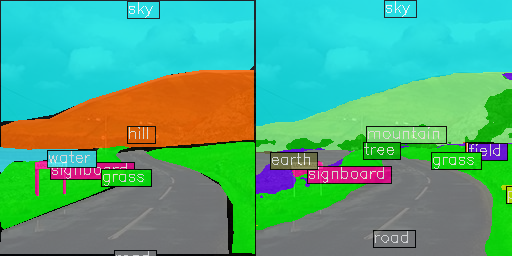 sky
hill
water
signboard
grass
road
sky
mountain
tree
field
grass
earth
signboard
road